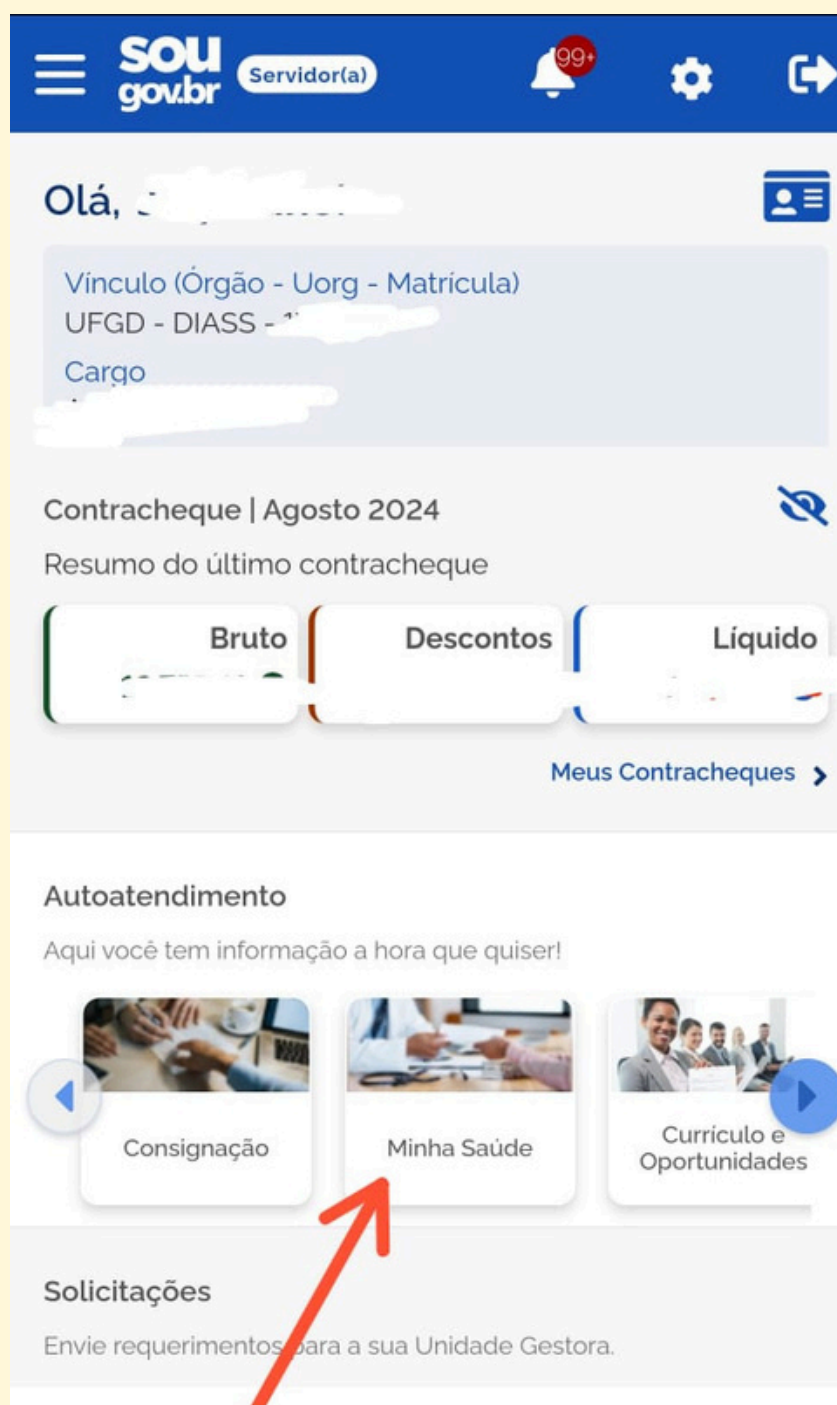 sou
gov.br
Servidor(a)
99+
Olá,
Vínculo (Órgão - Uorg - Matrícula)
UFGD - DIASS -
Cargo
Contracheque | Agosto 2024
Resumo do último contracheque
Bruto
Descontos
Líquido
Meus Contracheques
Autoatendimento
Aqui você tem informação a hora que quiser!
Consignação
Minha Saúde
Currículo e
Oportunidades
Solicitações
Envie requerimentos para a sua Unidade Gestora.